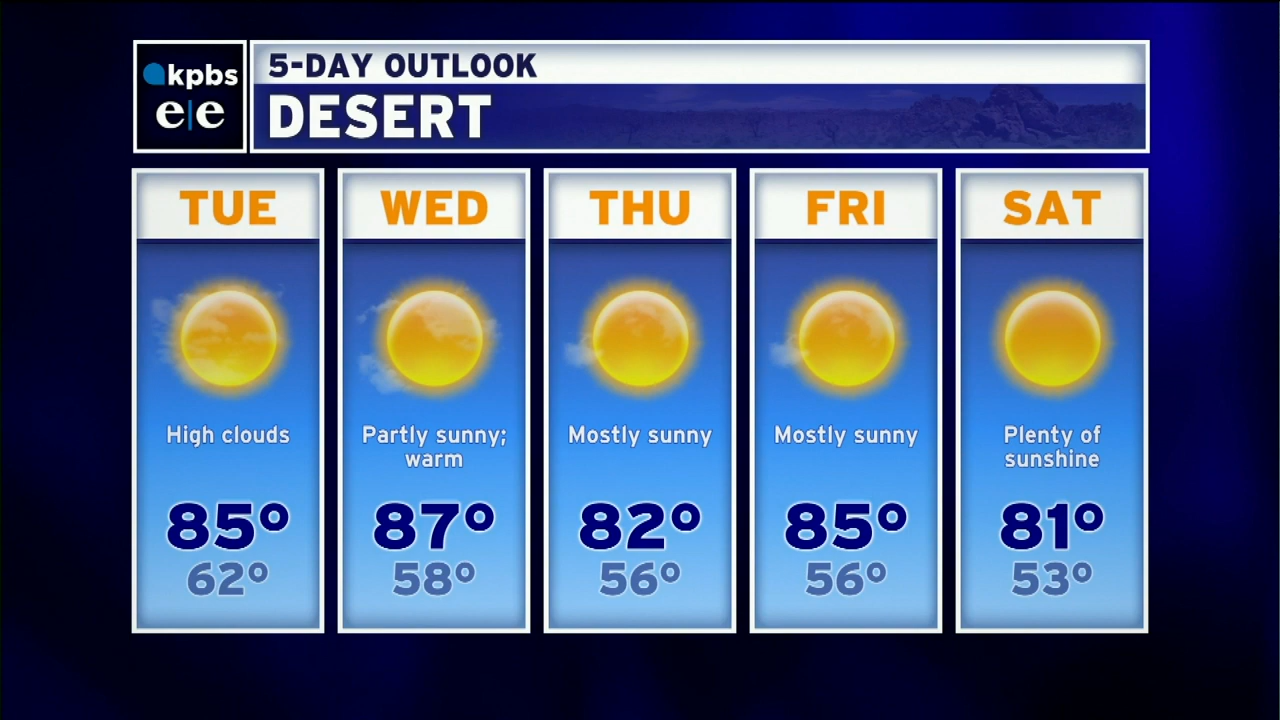 kpbs
e|e
5-DAY OUTLOOK
DESERT
TUE
High clouds
85°
62°
WED
Partly sunny;
warm
87°
58°
THU
Mostly sunny
82°
56°
FRI
Mostly sunny
85°
56°
SAT
Plenty of
sunshine
81°
53°